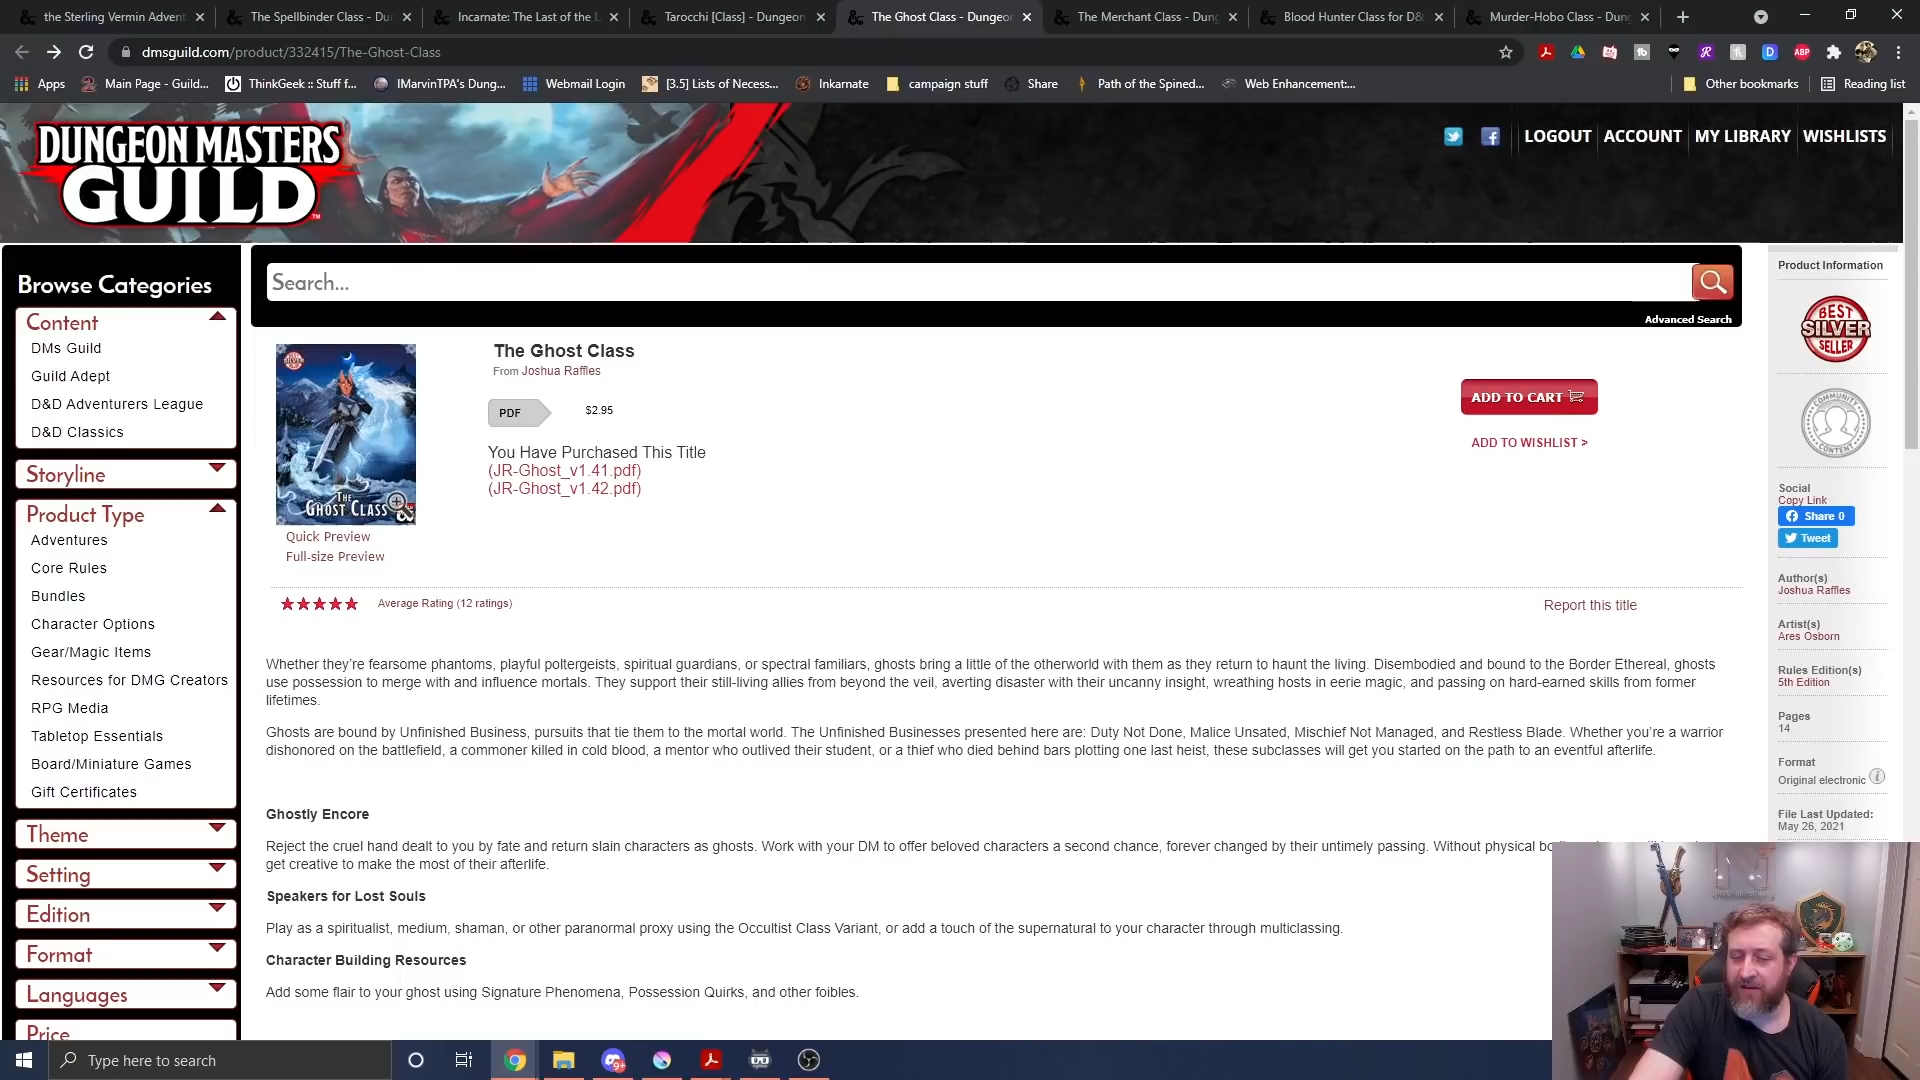 the Sterling Vermin Advent
The Spellbinder Class - Du
Incarnate: The Last of the L
Tarocchi [Class] - Dungeon
The Ghost Class - Dungeon
The Merchant Class - Dung
Blood Hunter Class for D&
Murder-Hobo Class - Dung
dmsguild.com/product/332415/The-Ghost-Class
Apps
Main Page - Guild...
ThinkGeek :: Stuff f...
IMarvinTPA's Dung...
Webmail Login
[3.5] Lists of Necess...
Inkarnate
campaign stuff
Share
Path of the Spined...
Web Enhancement:...
Other bookmarks
Reading list
DUNGEON MASTERS
GUILD
LOGOUT
ACCOUNT
MY LIBRARY
WISHLISTS
Browse Categories
Content
DMs Guild
Guild Adept
D&D Adventurers League
D&D Classics
Storyline
Product Type
Adventures
Core Rules
Bundles
Character Options
Gear/Magic Items
Resources for DMG Creators
RPG Media
Tabletop Essentials
Board/Miniature Games
Gift Certificates
Theme
Setting
Edition
Format
Languages
Price
Search...
Advanced Search
THE
GHOST CLASS
Quick Preview
Full-size Preview
The Ghost Class
From Joshua Raffles
PDF
$2.95
You Have Purchased This Title
(JR-Ghost_v1.41.pdf)
(JR-Ghost_v1.42.pdf)
ADD TO CART
ADD TO WISHLIST >
Average Rating (12 ratings)
Report this title
Whether they're fearsome phantoms, playful poltergeists, spiritual guardians, or spectral familiars, ghosts bring a little of the otherworld with them as they return to haunt the living. Disembodied and bound to the Border Ethereal, ghosts
use possession to merge with and influence mortals. They support their still-living allies from beyond the veil, averting disaster with their uncanny insight, wreathing hosts in eerie magic, and passing on hard-earned skills from former
lifetimes.
Ghosts are bound by Unfinished Business, pursuits that tie them to the mortal world. The Unfinished Businesses presented here are: Duty Not Done, Malice Unsated, Mischief Not Managed, and Restless Blade. Whether you're a warrior
dishonored on the battlefield, a commoner killed in cold blood, a mentor who outlived their student, or a thief who died behind bars plotting one last heist, these subclasses will get you started on the path to an eventful afterlife.
Ghostly Encore
Reject the cruel hand dealt to you by fate and return slain characters as ghosts. Work with your DM to offer beloved characters a second chance, forever changed by their untimely passing. Without physical
get creative to make the most of their afterlife.
Speakers for Lost Souls
Play as a spiritualist, medium, shaman, or other paranormal proxy using the Occultist Class Variant, or add a touch of the supernatural to your character through multiclassing.
Character Building Resources
Add some flair to your ghost using Signature Phenomena, Possession Quirks, and other foibles.
Product Information
BEST
SILVER
SELLER
COMMUNITY
CONTENT
Social
Copy Link
Share 0
Tweet
Author(s)
Joshua Raffles
Artist(s)
Ares Osborn
Rules Edition(s)
5th Edition
Pages
14
Format
Original electronic
File Last Updated:
May 26, 2021
Type here to search
9+